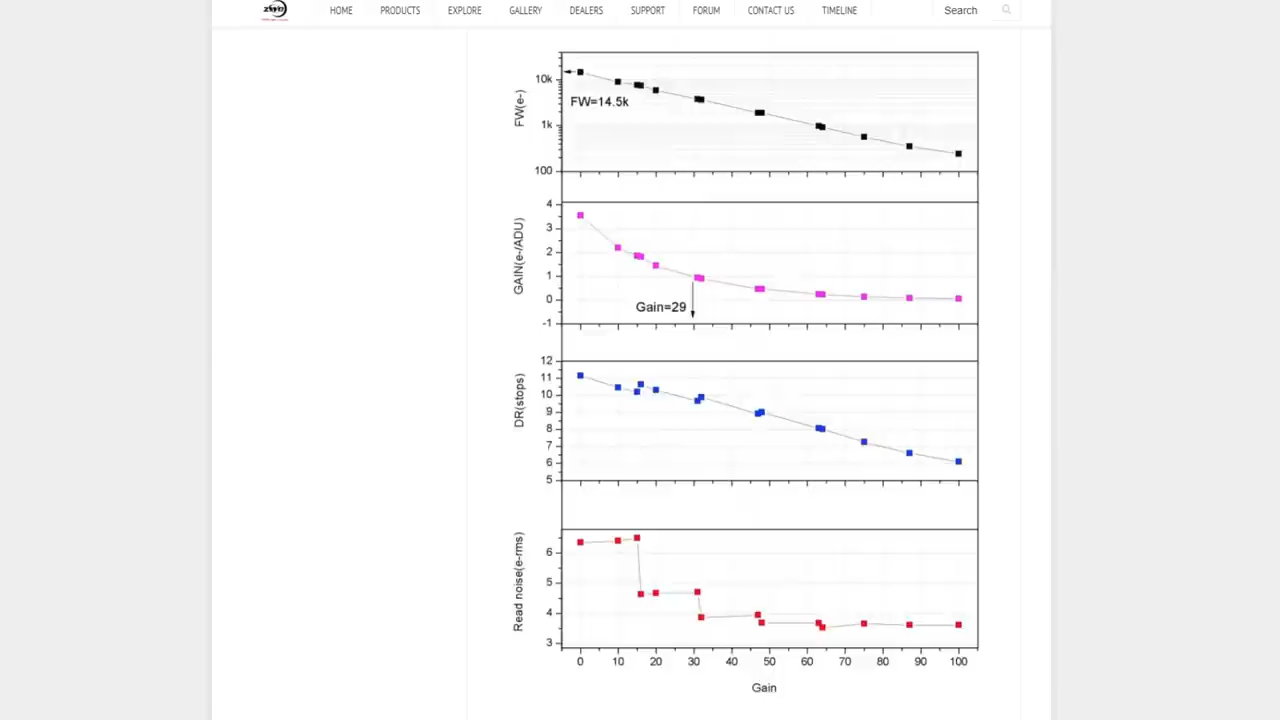 ZWO
HOME PRODUCTS EXPLORE GALLERY DEALERS SUPPORT FORUM CONTACT US TIMELINE Search
10k
1k
100
FW(e-)
FW=14.5k
4
3
2
1
0
-1
GAIN(e-/ADU)
Gain=29
12
11
10
9
8
7
6
5
DR(stops)
6
5
4
3
Read noise(e-rms)
0 10 20 30 40 50 60 70 80 90 100
Gain